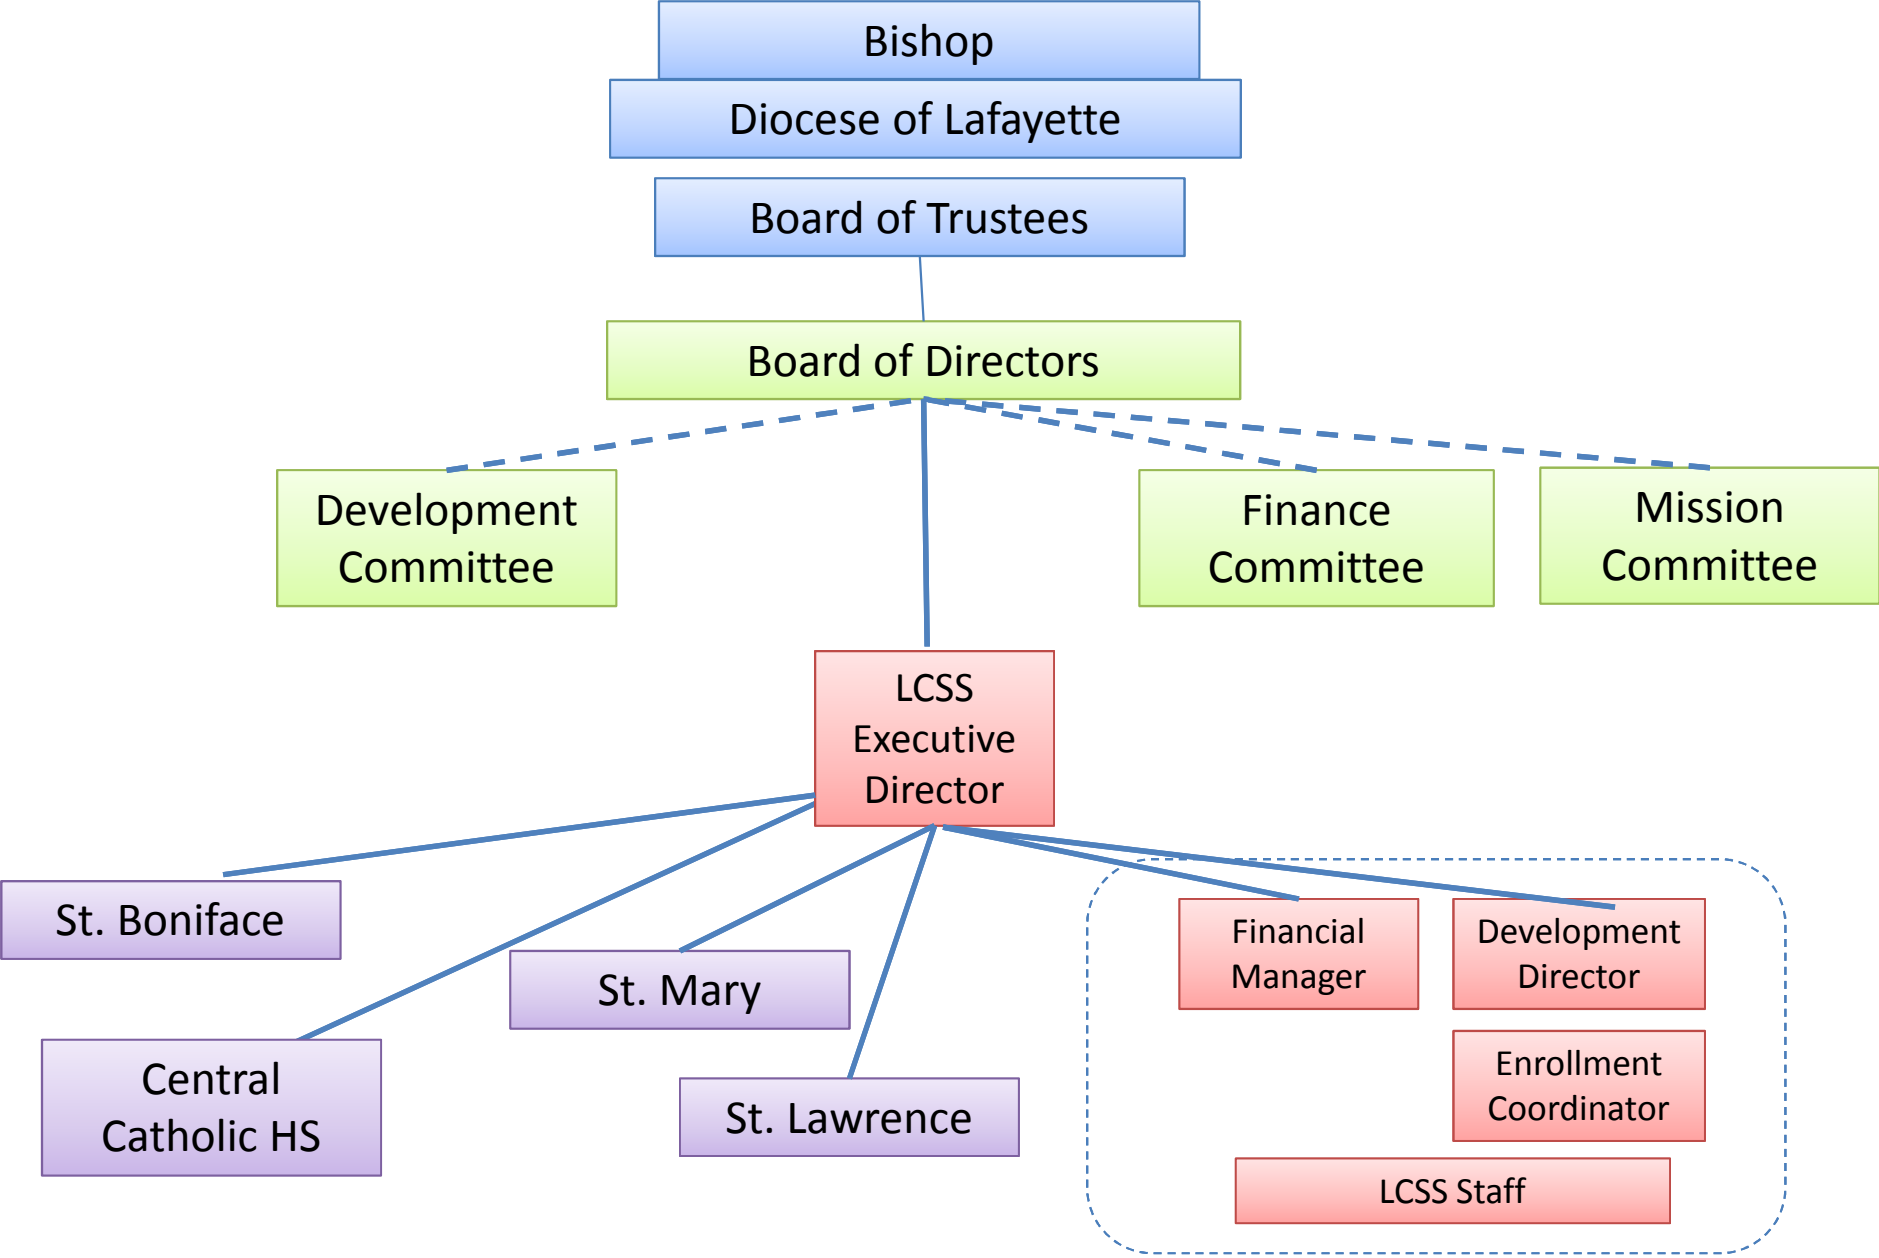 Bishop
Diocese of Lafayette
Board of Trustees
Board of Directors
Development
Committee
Finance
Committee
Mission
Committee
LCSS
Executive
Director
St. Boniface
Central
Catholic HS
St. Mary
St. Lawrence
Financial
Manager
Development
Director
Enrollment
Coordinator
LCSS Staff